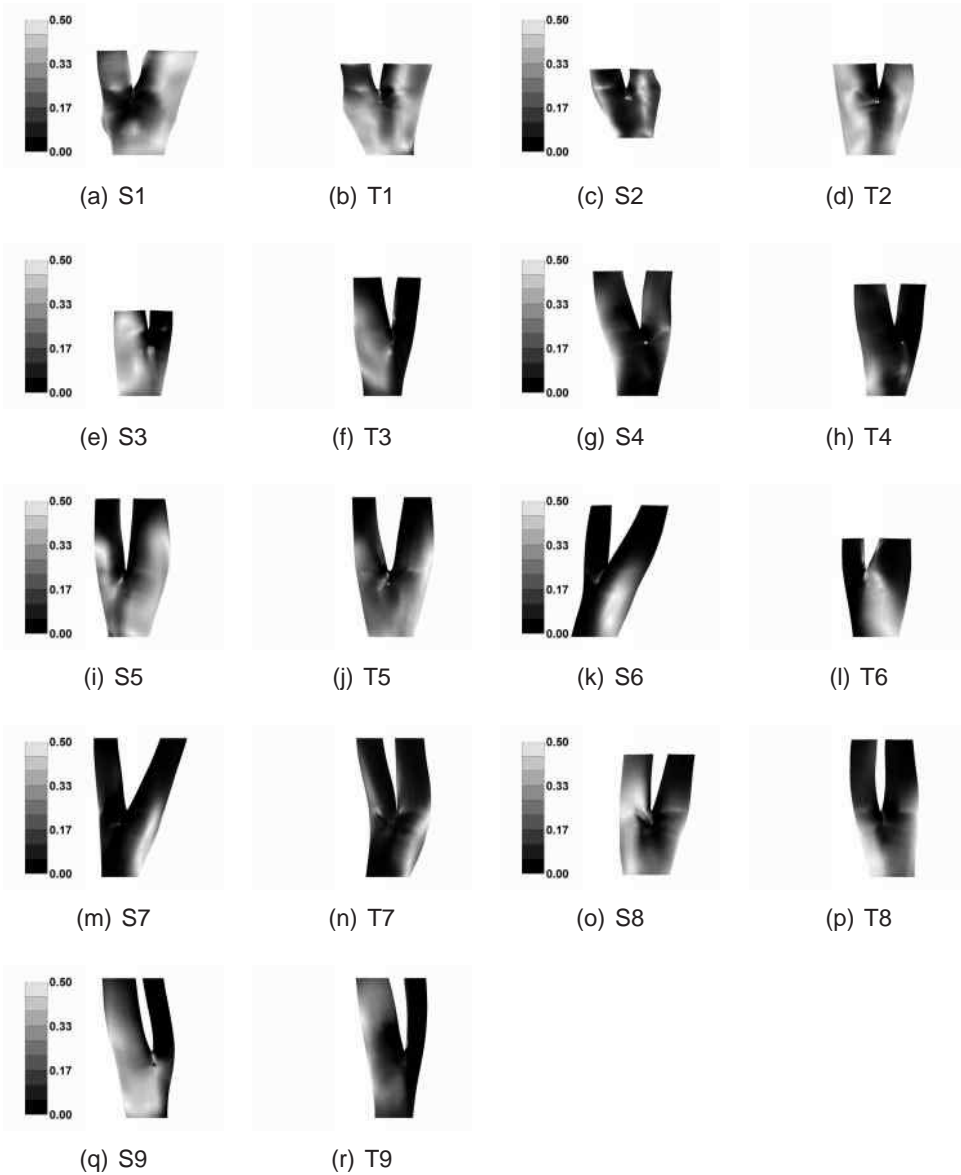 0.50
0.33
0.17
0.00
0.50
0.33
0.17
0.00
(a) S1
(b) T1
(c) S2
(d) T2
0.50
0.33
0.17
0.00
0.50
0.33
0.17
0.00
(e) S3
(f) T3
(g) S4
(h) T4
0.50
0.33
0.17
0.00
0.50
0.33
0.17
0.00
(i) S5
(j) T5
(k) S6
(l) T6
0.50
0.33
0.17
0.00
0.50
0.33
0.17
0.00
(m) S7
(n) T7
(o) S8
(p) T8
0.50
0.33
0.17
0.00
(q) S9
(r) T9